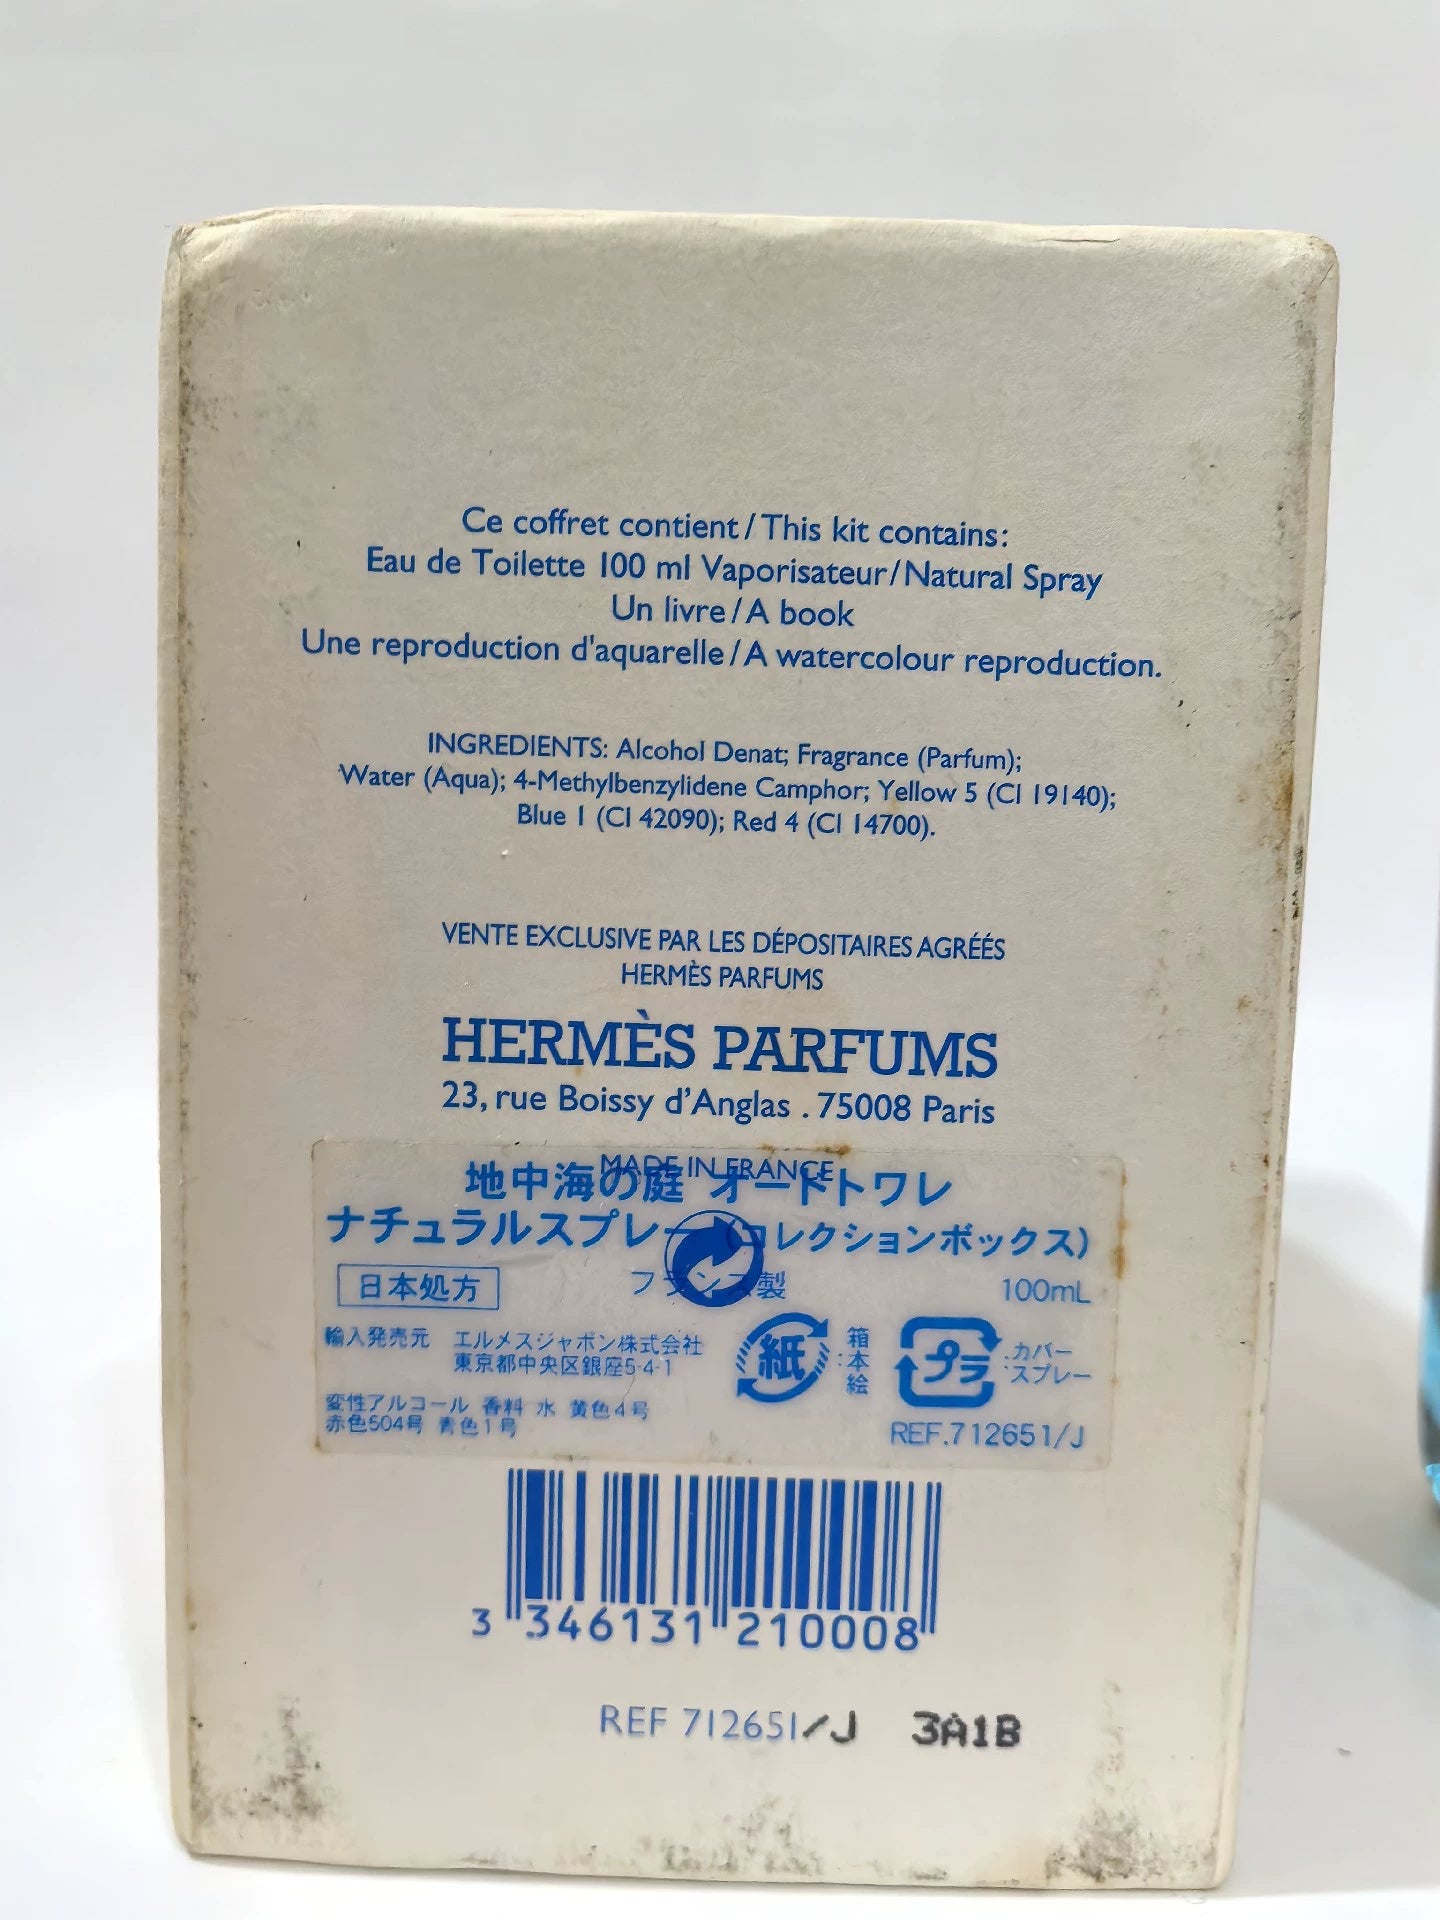 Ce coffret contient/This kit contains:
Eau de Toilette 100 ml Vaporisateur/Natural Spray
Un livre/A book
Une reproduction d'aquarelle/A watercolour reproduction.
INGREDIENTS: Alcohol Denat; Fragrance (Parfum);
Water (Aqua); 4-Methylbenzylidene Camphor; Yellow 5 (CI 19140);
Blue 1 (CI 42090); Red 4 (CI 14700).
VENTE EXCLUSIVE PAR LES DÉPOSITAIRES AGRÉÉS
HERMÈS PARFUMS
HERMÈS PARFUMS
23, rue Boissy d'Anglas . 75008 Paris
MADE IN FRANCE
地中海の庭 オードトワレ
ナチュラルスプレー (コレクションボックス)
日本処方 フランス製 100mL
輸入発売元 エルメスジャポン株式会社
東京都中央区銀座5-4-1
紙 箱・本・絵
プラ :カバー・スプレー
変性アルコール 香料 水 黄色4号
赤色504号 青色1号
REF.712651/J
3 346131 210008
REF 712651/J 3A1B